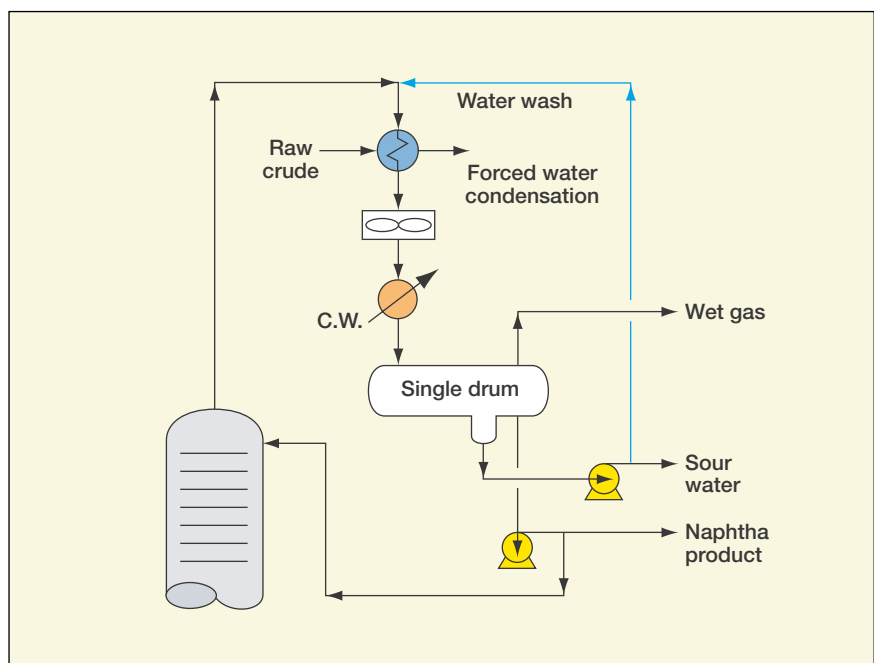 Water wash
Raw
crude
Forced water
condensation
C.W.
Wet gas
Single drum
Sour
water
Naphtha
product